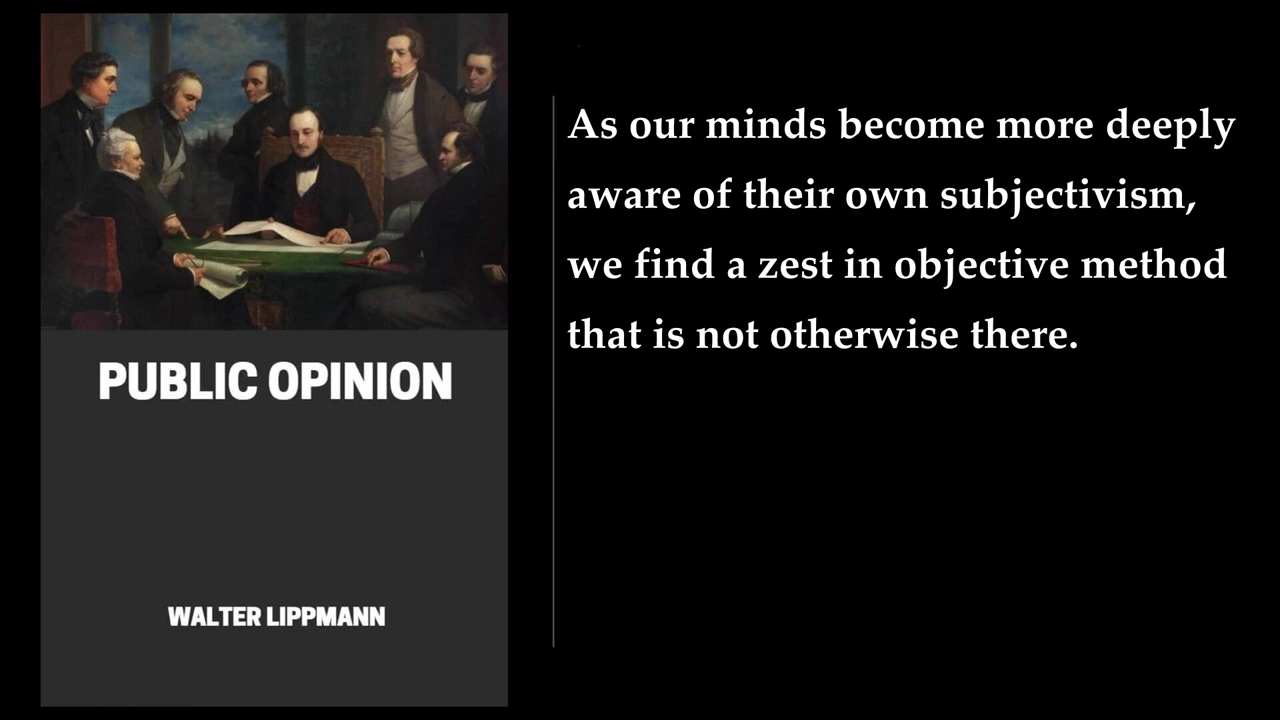 PUBLIC OPINION
WALTER LIPPMANN
As our minds become more deeply
aware of their own subjectivism,
we find a zest in objective method
that is not otherwise there.